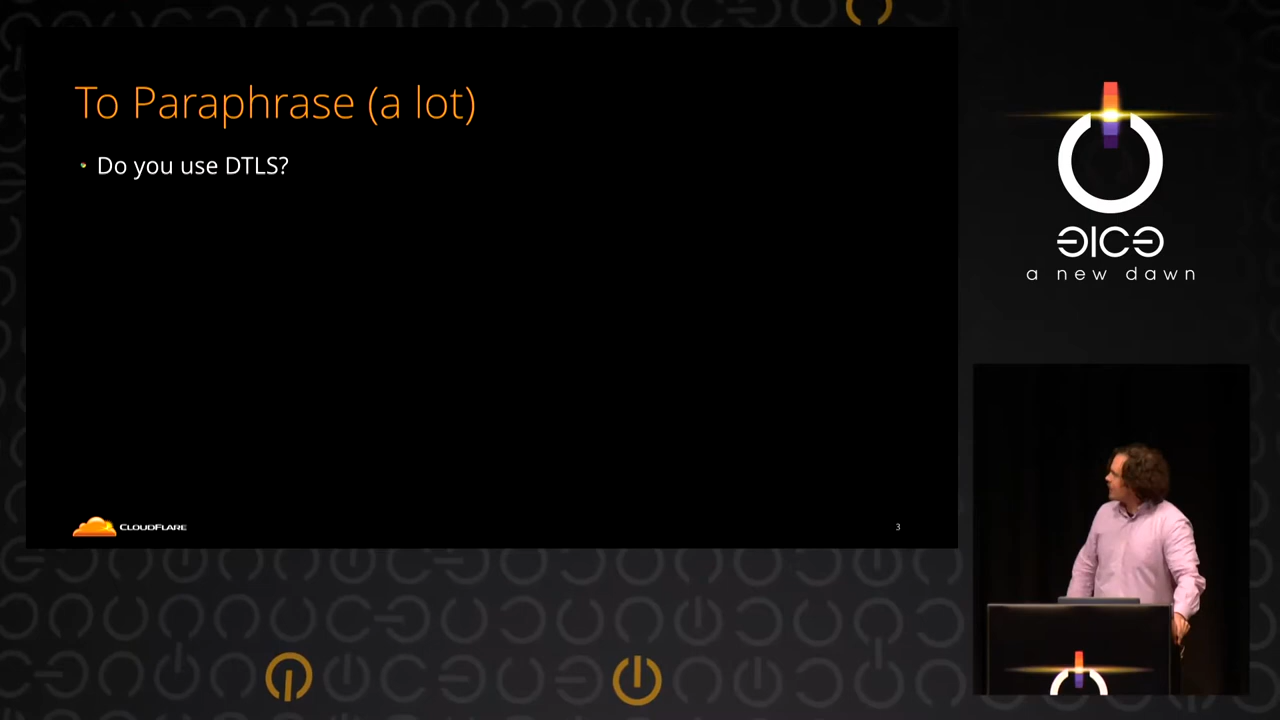 To Paraphrase (a lot)
• Do you use DTLS?
CLOUDFLARE
3
a new dawn